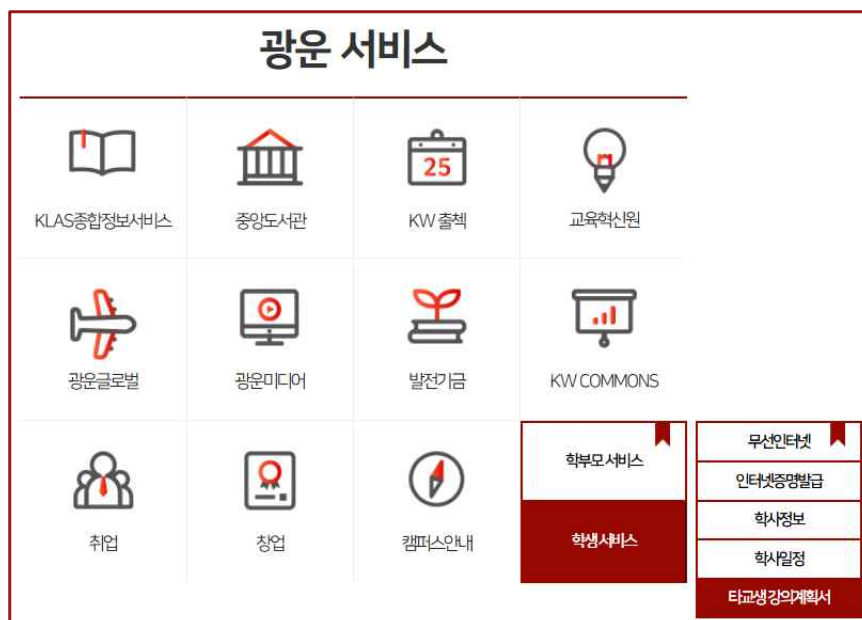 광운 서비스
25
KLAS종합정보서비스
중앙도서관
KW 출첵
교육혁신원
광운글로벌
광운미디어
발전기금
KW COMMONS
취업
창업
캠퍼스안내
학부모 서비스
학생서비스
무선인터넷
인터넷증명발급
학사정보
학사일정
타교생 강의계획서